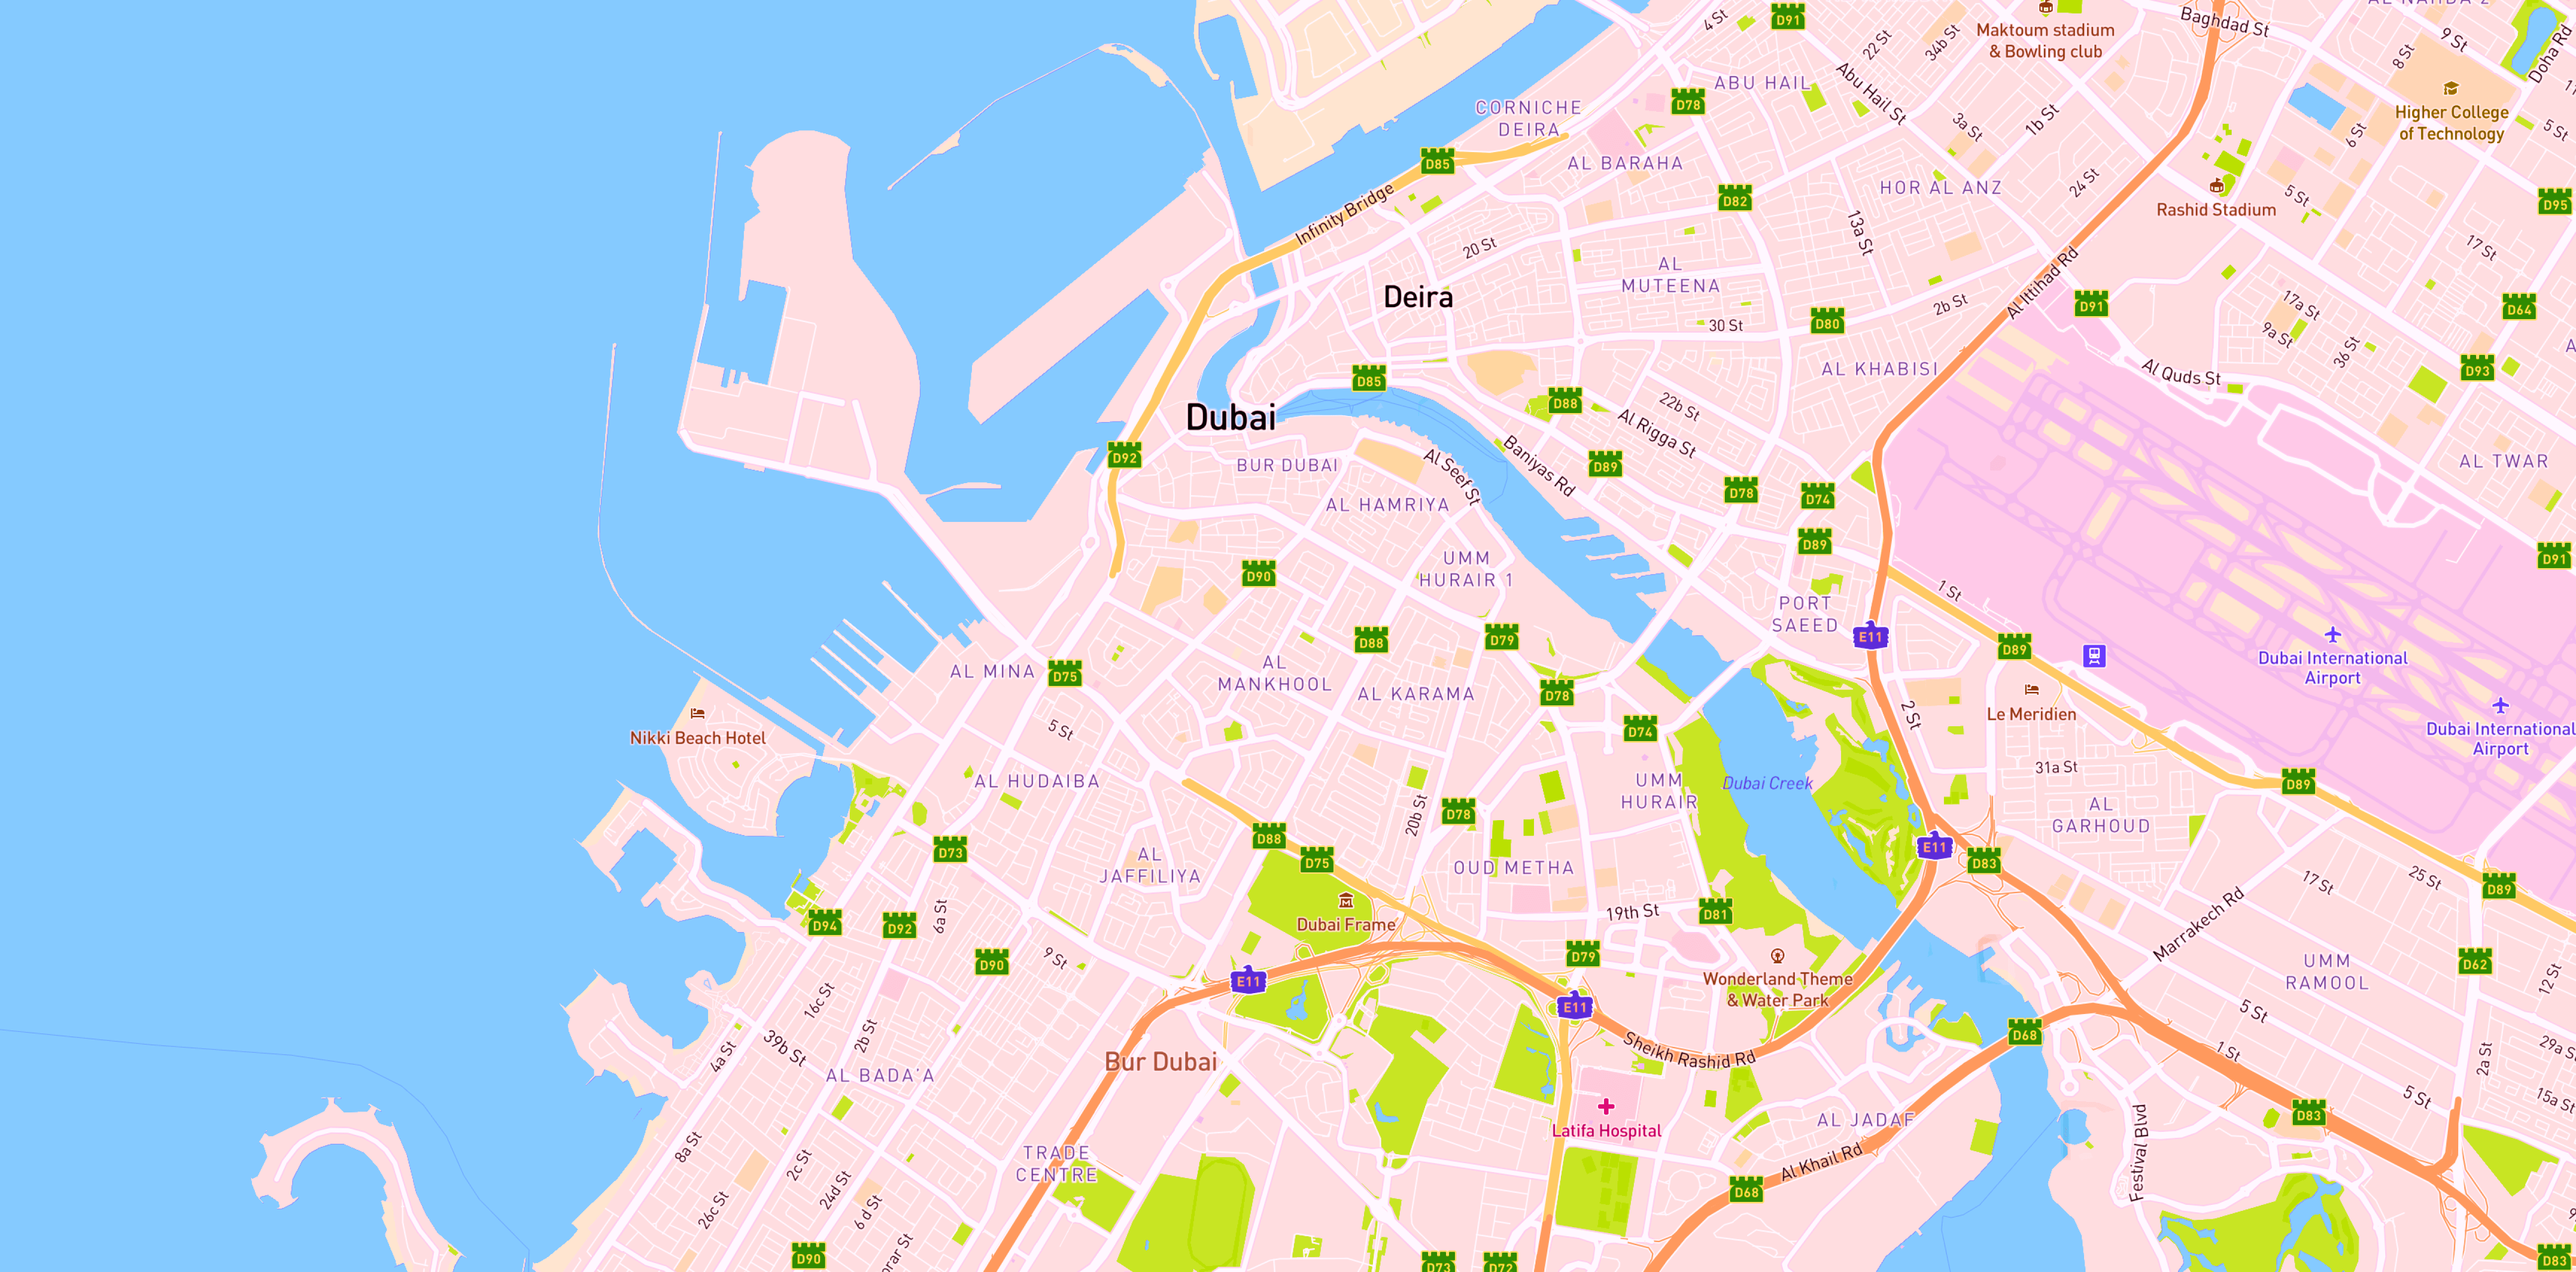 4 St
D91
Maktoum stadium
& Bowling club
Baghdad St
9 St
Doha Rd
22 St
34b St
8 St
ABU HAIL
Abu Hail St
CORNICHE
DEIRA
D78
3a St
1b St
Higher College
of Technology
5 St
6 St
D85
AL BARAHA
HOR AL ANZ
24 St
5 St
D95
Infinity Bridge
D82
Rashid Stadium
13a St
20 St
17 St
AL
MUTEENA
Deira
Al Ittihad Rd
D91
17a St
D64
2b St
30 St
D80
9a St
36 St
AL KHABISI
Al Quds St
D93
D85
Dubai
D88
22b St
Al Rigga St
D92
BUR DUBAI
Al Seef St
Baniyas Rd
D89
AL TWAR
D78
D74
AL HAMRIYA
D89
D91
UMM
HURAIR 1
D90
1 St
PORT
SAEED
D88
D79
E11
D89
Dubai International
Airport
AL MINA
D75
AL
MANKHOOL
AL KARAMA
D78
Le Meridien
2 St
Dubai International
Airport
Nikki Beach Hotel
5 St
D74
31a St
AL HUDAIBA
UMM
HURAIR
Dubai Creek
D89
20b St
D78
AL
GARHOUD
D88
D73
AL
JAFFILIYA
D75
OUD METHA
E11
D83
17 St
25 St
D89
Dubai Frame
19th St
D81
Marrakech Rd
D94
D92
6a St
D90
9 St
E11
D79
Wonderland Theme
& Water Park
D62
UMM
RAMOOL
12 St
16c St
E11
5 St
D68
39b St
2b St
4a St
Sheikh Rashid Rd
1 St
2a St
29a St
Bur Dubai
AL BADA'A
Latifa Hospital
AL JADAF
Festival Blvd
D83
5 St
15a St
8a St
TRADE
CENTRE
2c St
24d St
Al Khail Rd
D68
26c St
6 d St
D90
D73
D72
D83